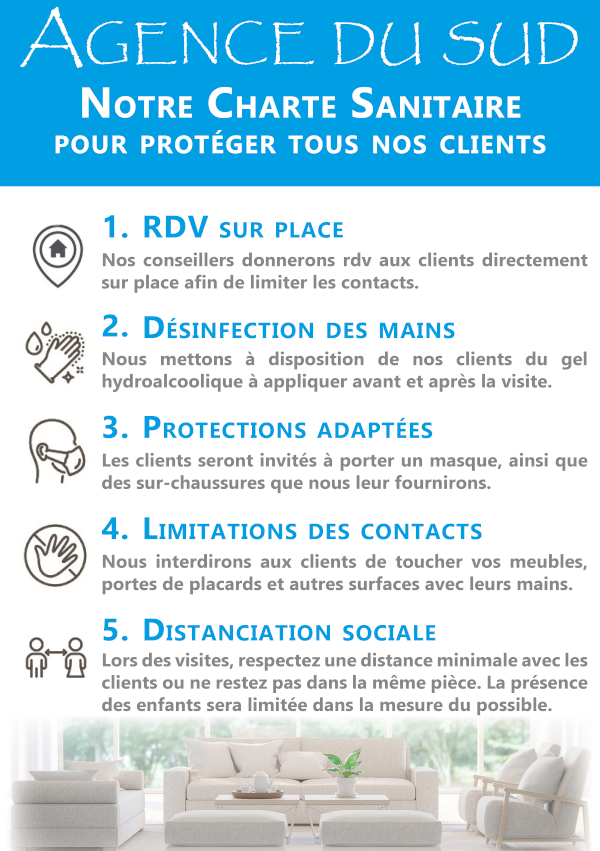 AGENCE DU SUD
NOTRE CHARTE SANITAIRE
POUR PROTÉGER TOUS NOS CLIENTS
1. RDV SUR PLACE
Nos conseillers donnerons rdv aux clients directement
sur place afin de limiter les contacts.
2. DÉSINFECTION DES MAINS
Nous mettons à disposition de nos clients du gel
hydroalcoolique à appliquer avant et après la visite.
3. PROTECTIONS ADAPTÉES
Les clients seront invités à porter un masque, ainsi que
des sur-chaussures que nous leur fournirons.
4. LIMITATIONS DES CONTACTS
Nous interdirons aux clients de toucher vos meubles,
portes de placards et autres surfaces avec leurs mains.
5. DISTANCIATION SOCIALE
Lors des visites, respectez une distance minimale avec les
clients ou ne restez pas dans la même pièce. La présence
des enfants sera limitée dans la mesure du possible.